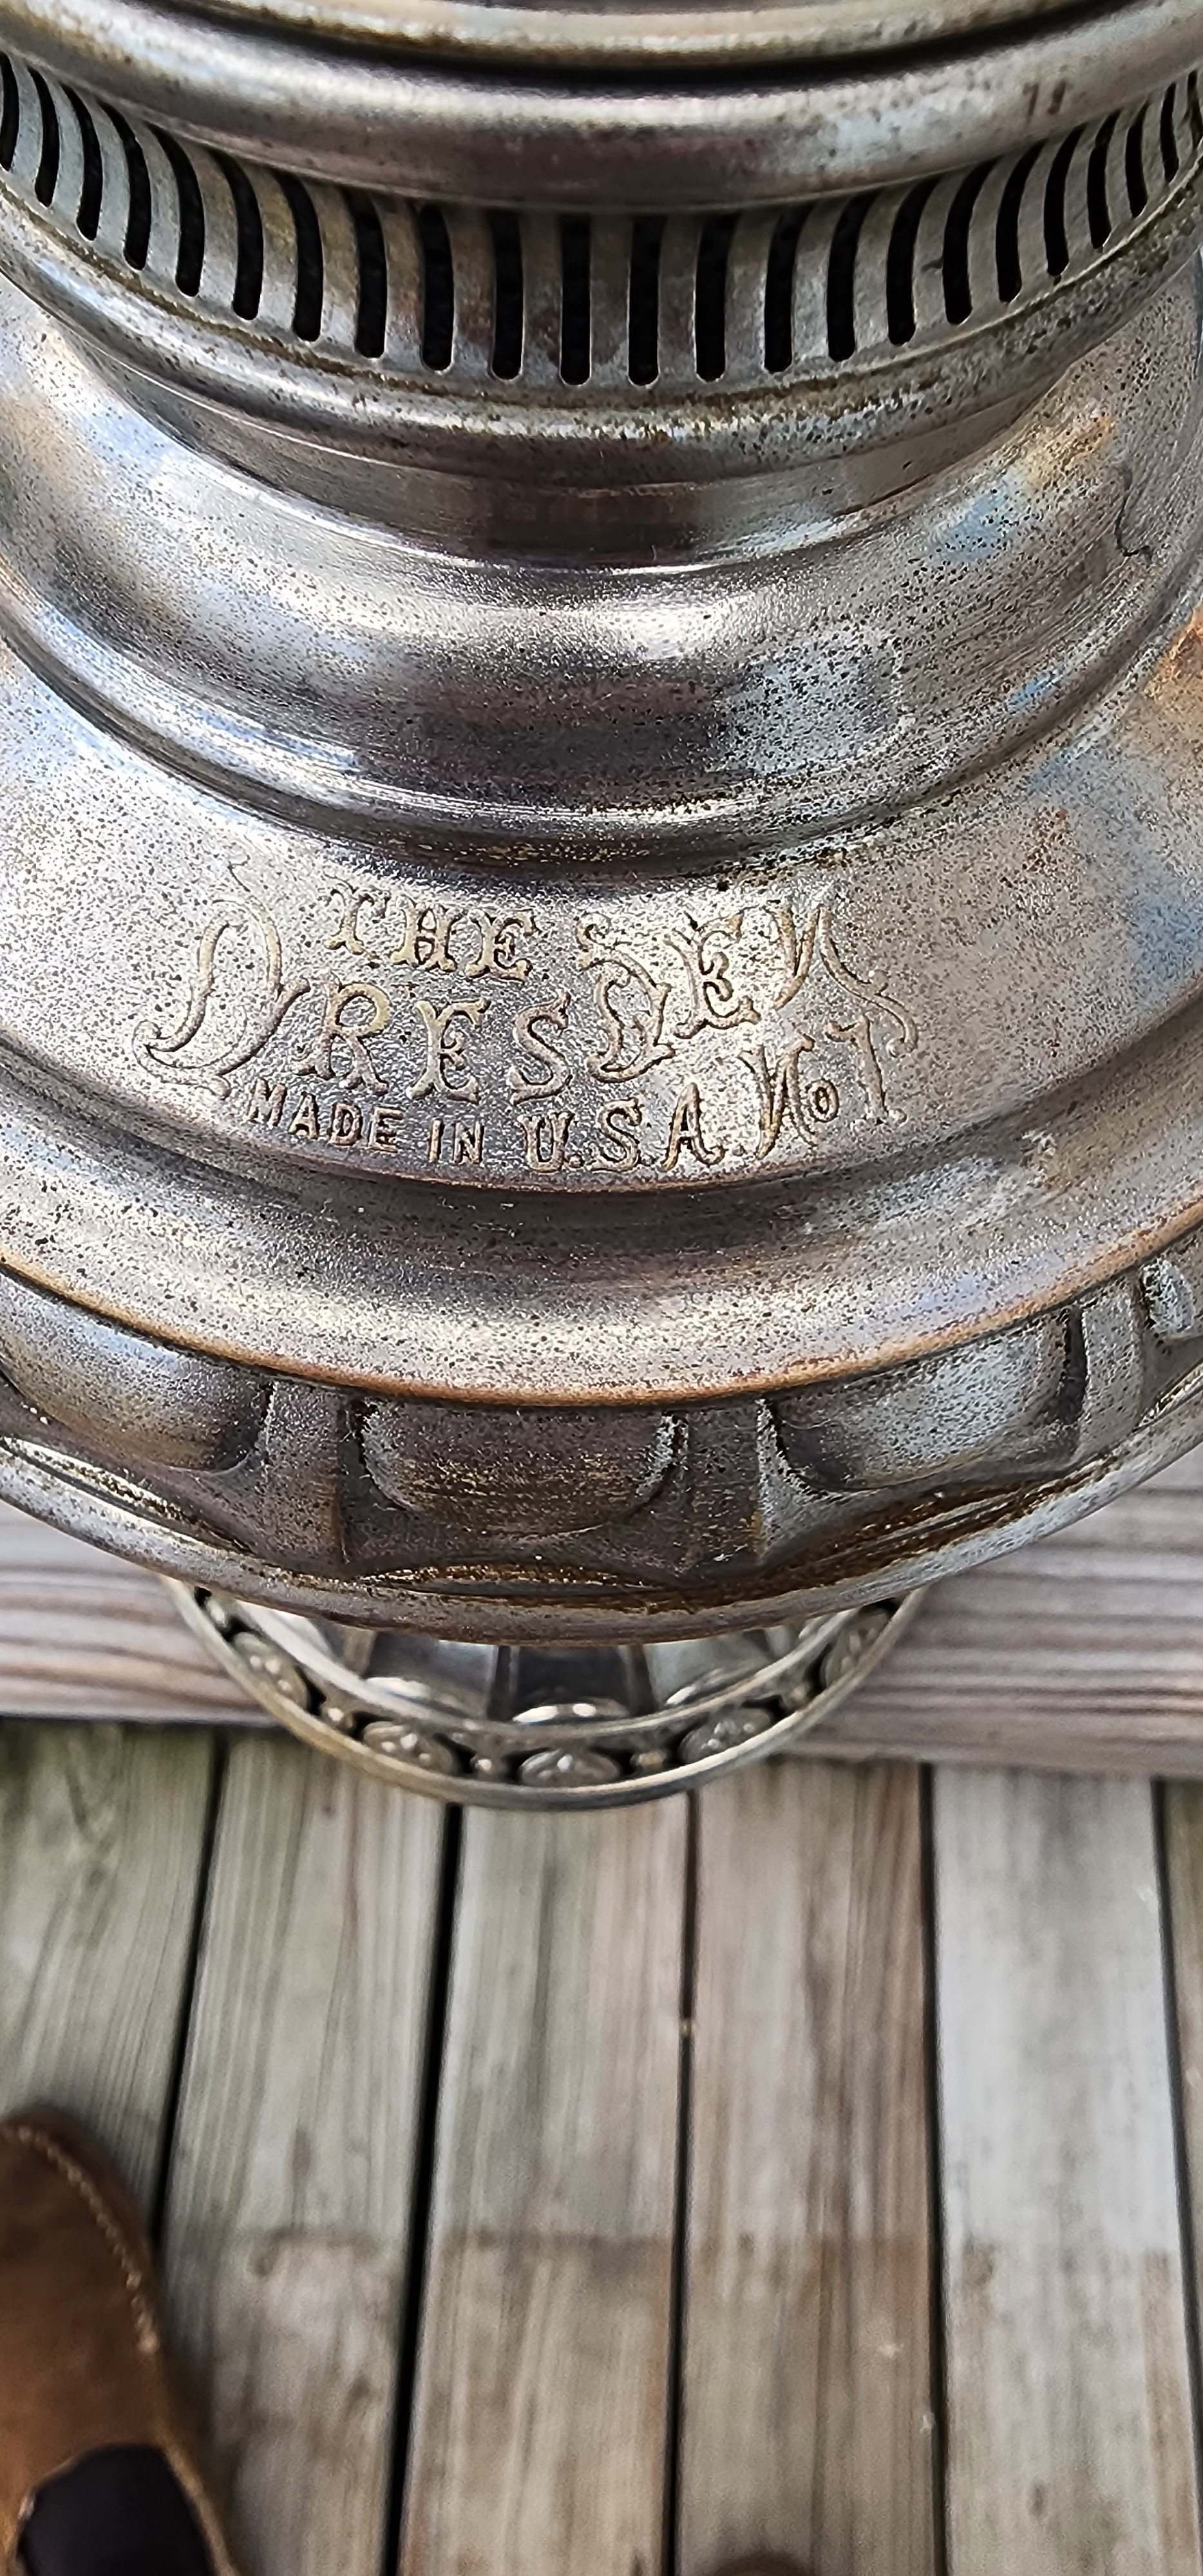 THE
DRESDEN
MADE IN U.S.A. No 1